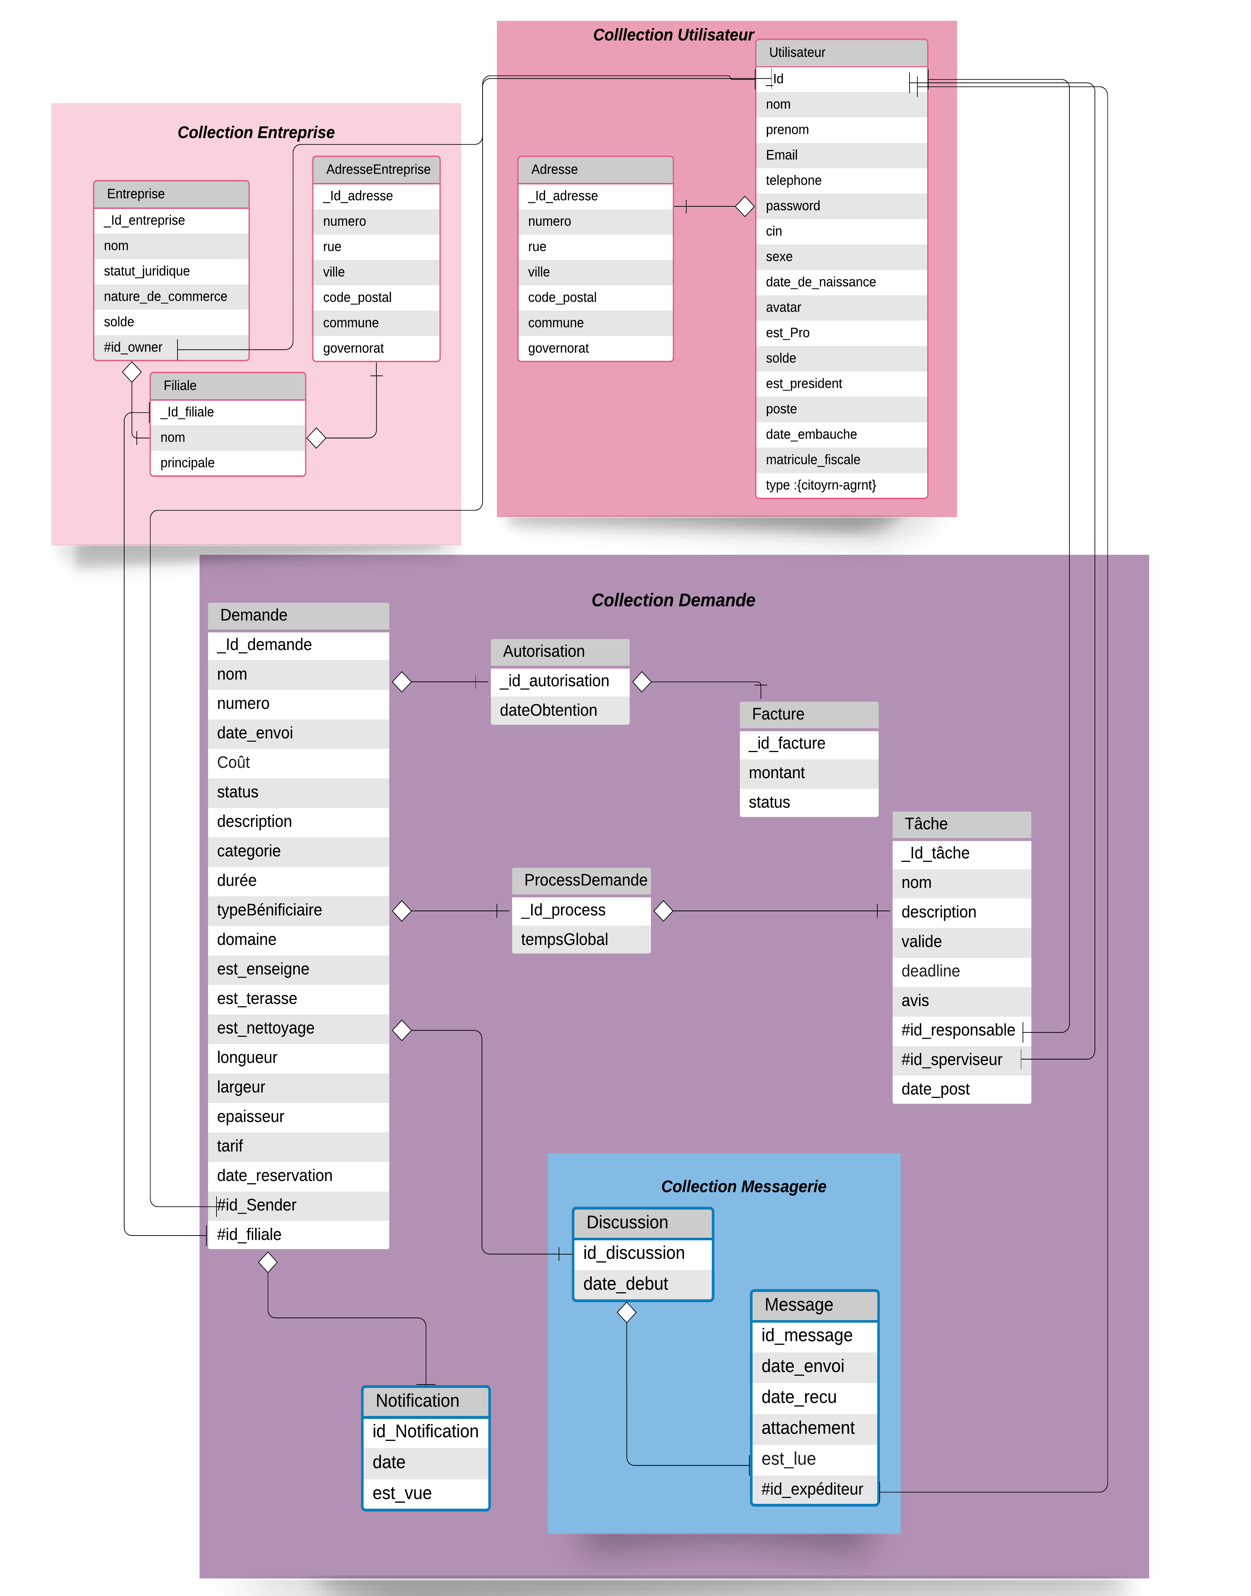 Colllection Utilisateur
Utilisateur
_Id
nom
prenom
Email
telephone
password
cin
sexe
date_de_naissance
avatar
est_Pro
solde
est_president
poste
date_embauche
matricule_fiscale
type :{citoyrn-agrnt}
Adresse
_Id_adresse
numero
rue
ville
code_postal
commune
governorat
Collection Entreprise
Entreprise
_Id_entreprise
nom
statut_juridique
nature_de_commerce
solde
#id_owner
AdresseEntreprise
_Id_adresse
numero
rue
ville
code_postal
commune
governorat
Filiale
_Id_filiale
nom
principale
Collection Demande
Demande
_Id_demande
nom
numero
date_envoi
Coût
status
description
categorie
durée
typeBénificiaire
domaine
est_enseigne
est_terasse
est_nettoyage
longueur
largeur
epaisseur
tarif
date_reservation
#id_Sender
#id_filiale
Autorisation
_id_autorisation
dateObtention
Facture
_id_facture
montant
status
ProcessDemande
_Id_process
tempsGlobal
Tâche
_Id_tâche
nom
description
valide
deadline
avis
#id_responsable
#id_sperviseur
date_post
Collection Messagerie
Discussion
id_discussion
date_debut
Message
id_message
date_envoi
date_recu
attachement
est_lue
#id_expéditeur
Notification
id_Notification
date
est_vue